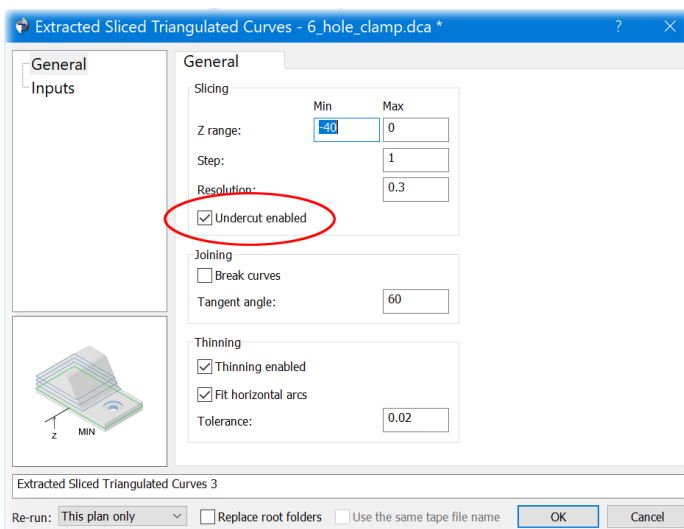 Extracted Sliced Triangulated Curves - 6_hole_clamp.dca * ?
General
Inputs
General
Slicing
Min Max
Z range: -40 0
Step: 1
Resolution: 0.3
Undercut enabled
Joining
Break curves
Tangent angle: 60
Thinning
Thinning enabled
Fit horizontal arcs
Tolerance: 0.02
Z MIN
Extracted Sliced Triangulated Curves 3
Re-run: This plan only Replace root folders Use the same tape file name OK Cancel